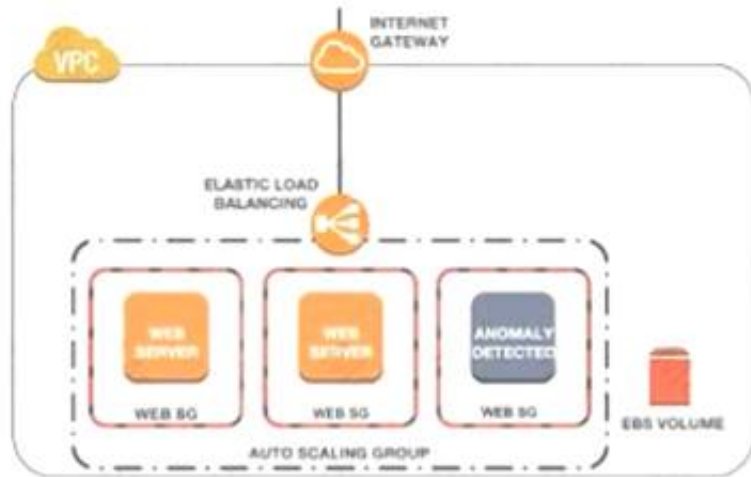 INTERNET
GATEWAY
VPC
ELASTIC LOAD
BALANCING
WEB
SERVER
WEB
SERVER
ANOMALY
DETECTED
WEB SG
WEB SG
WEB SG
EBS VOLUME
AUTO SCALING GROUP